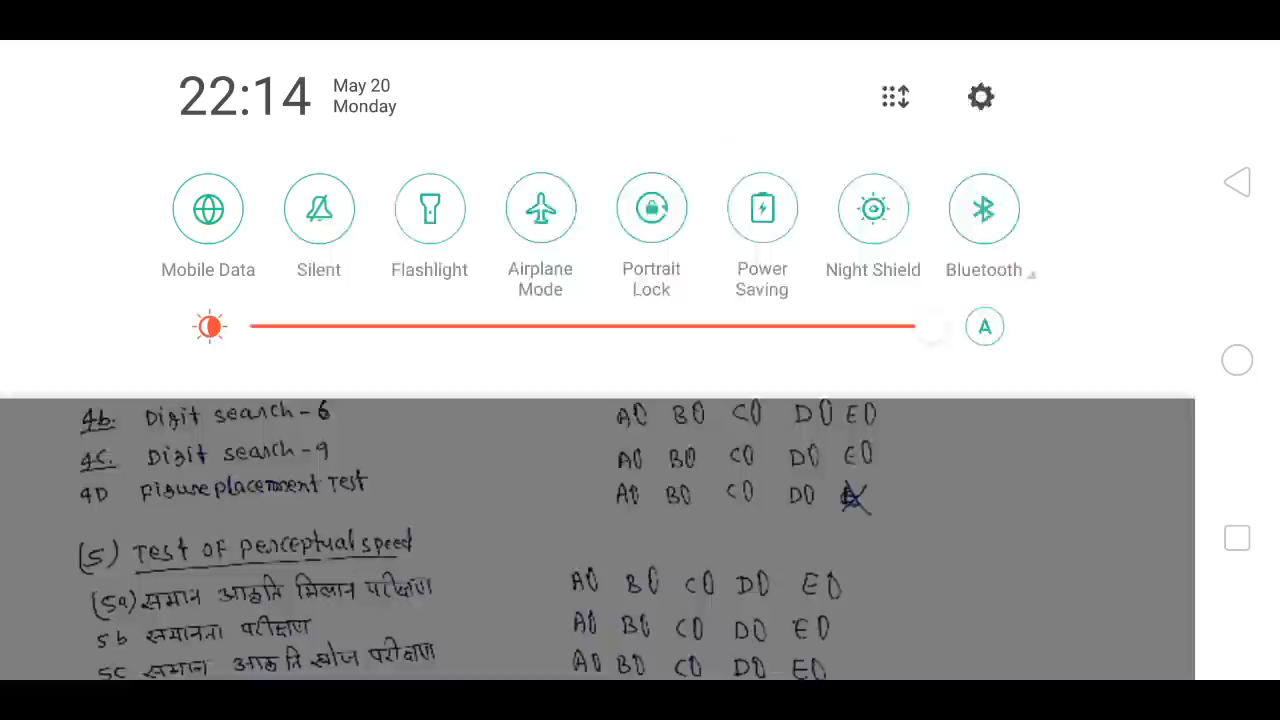 22:14 May 20 Monday
Mobile Data Silent Flashlight Airplane Mode Portrait Lock Power Saving Night Shield Bluetooth
A
4b. Digit search - 6 A0 B0 C0 D0 E0
4C. Digit search - 9 A0 B0 C0 D0 E0
4D Figure placement Test A0 B0 C0 D0
(5) Test of perceptual speed
(5a) समान आकृति मिलान परीक्षण A0 B0 C0 D0 E0
5b समानता परीक्षण A0 B0 C0 D0 E0
5C समान आकृति खोज परीक्षण A0 B0 C0 D0 E0